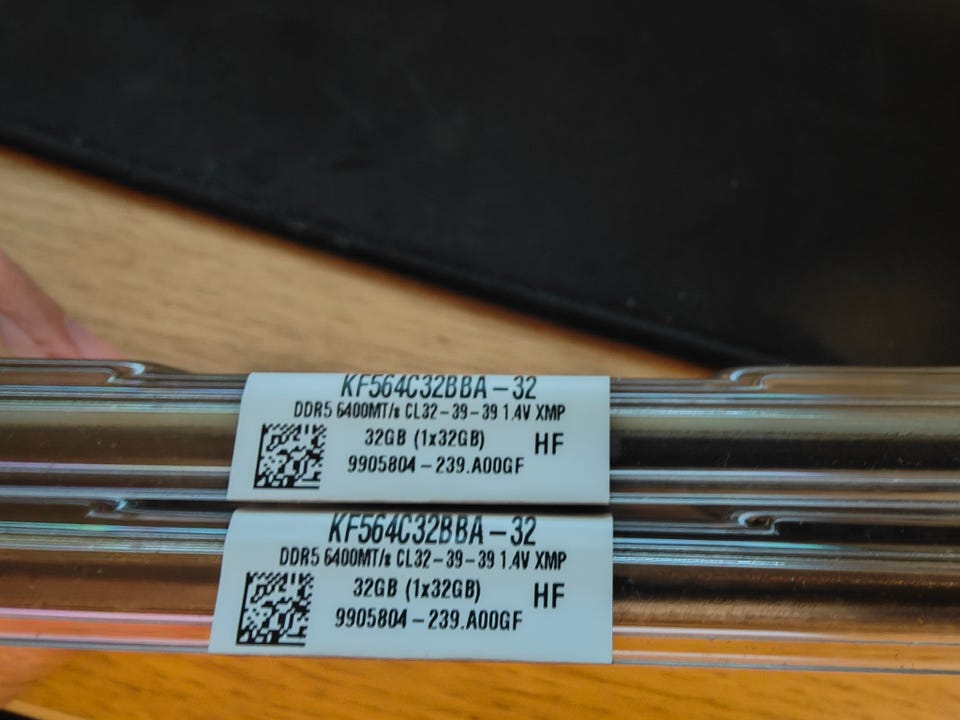 KF564C32BBA-32
DDR5 6400MT/s CL32-39-39 1.4V XMP
32GB (1x32GB)
HF
9905804-239.A00GF
KF564C32BBA-32
DDR5 6400MT/s CL32-39-39 1.4V XMP
32GB (1x32GB)
HF
9905804-239.A00GF